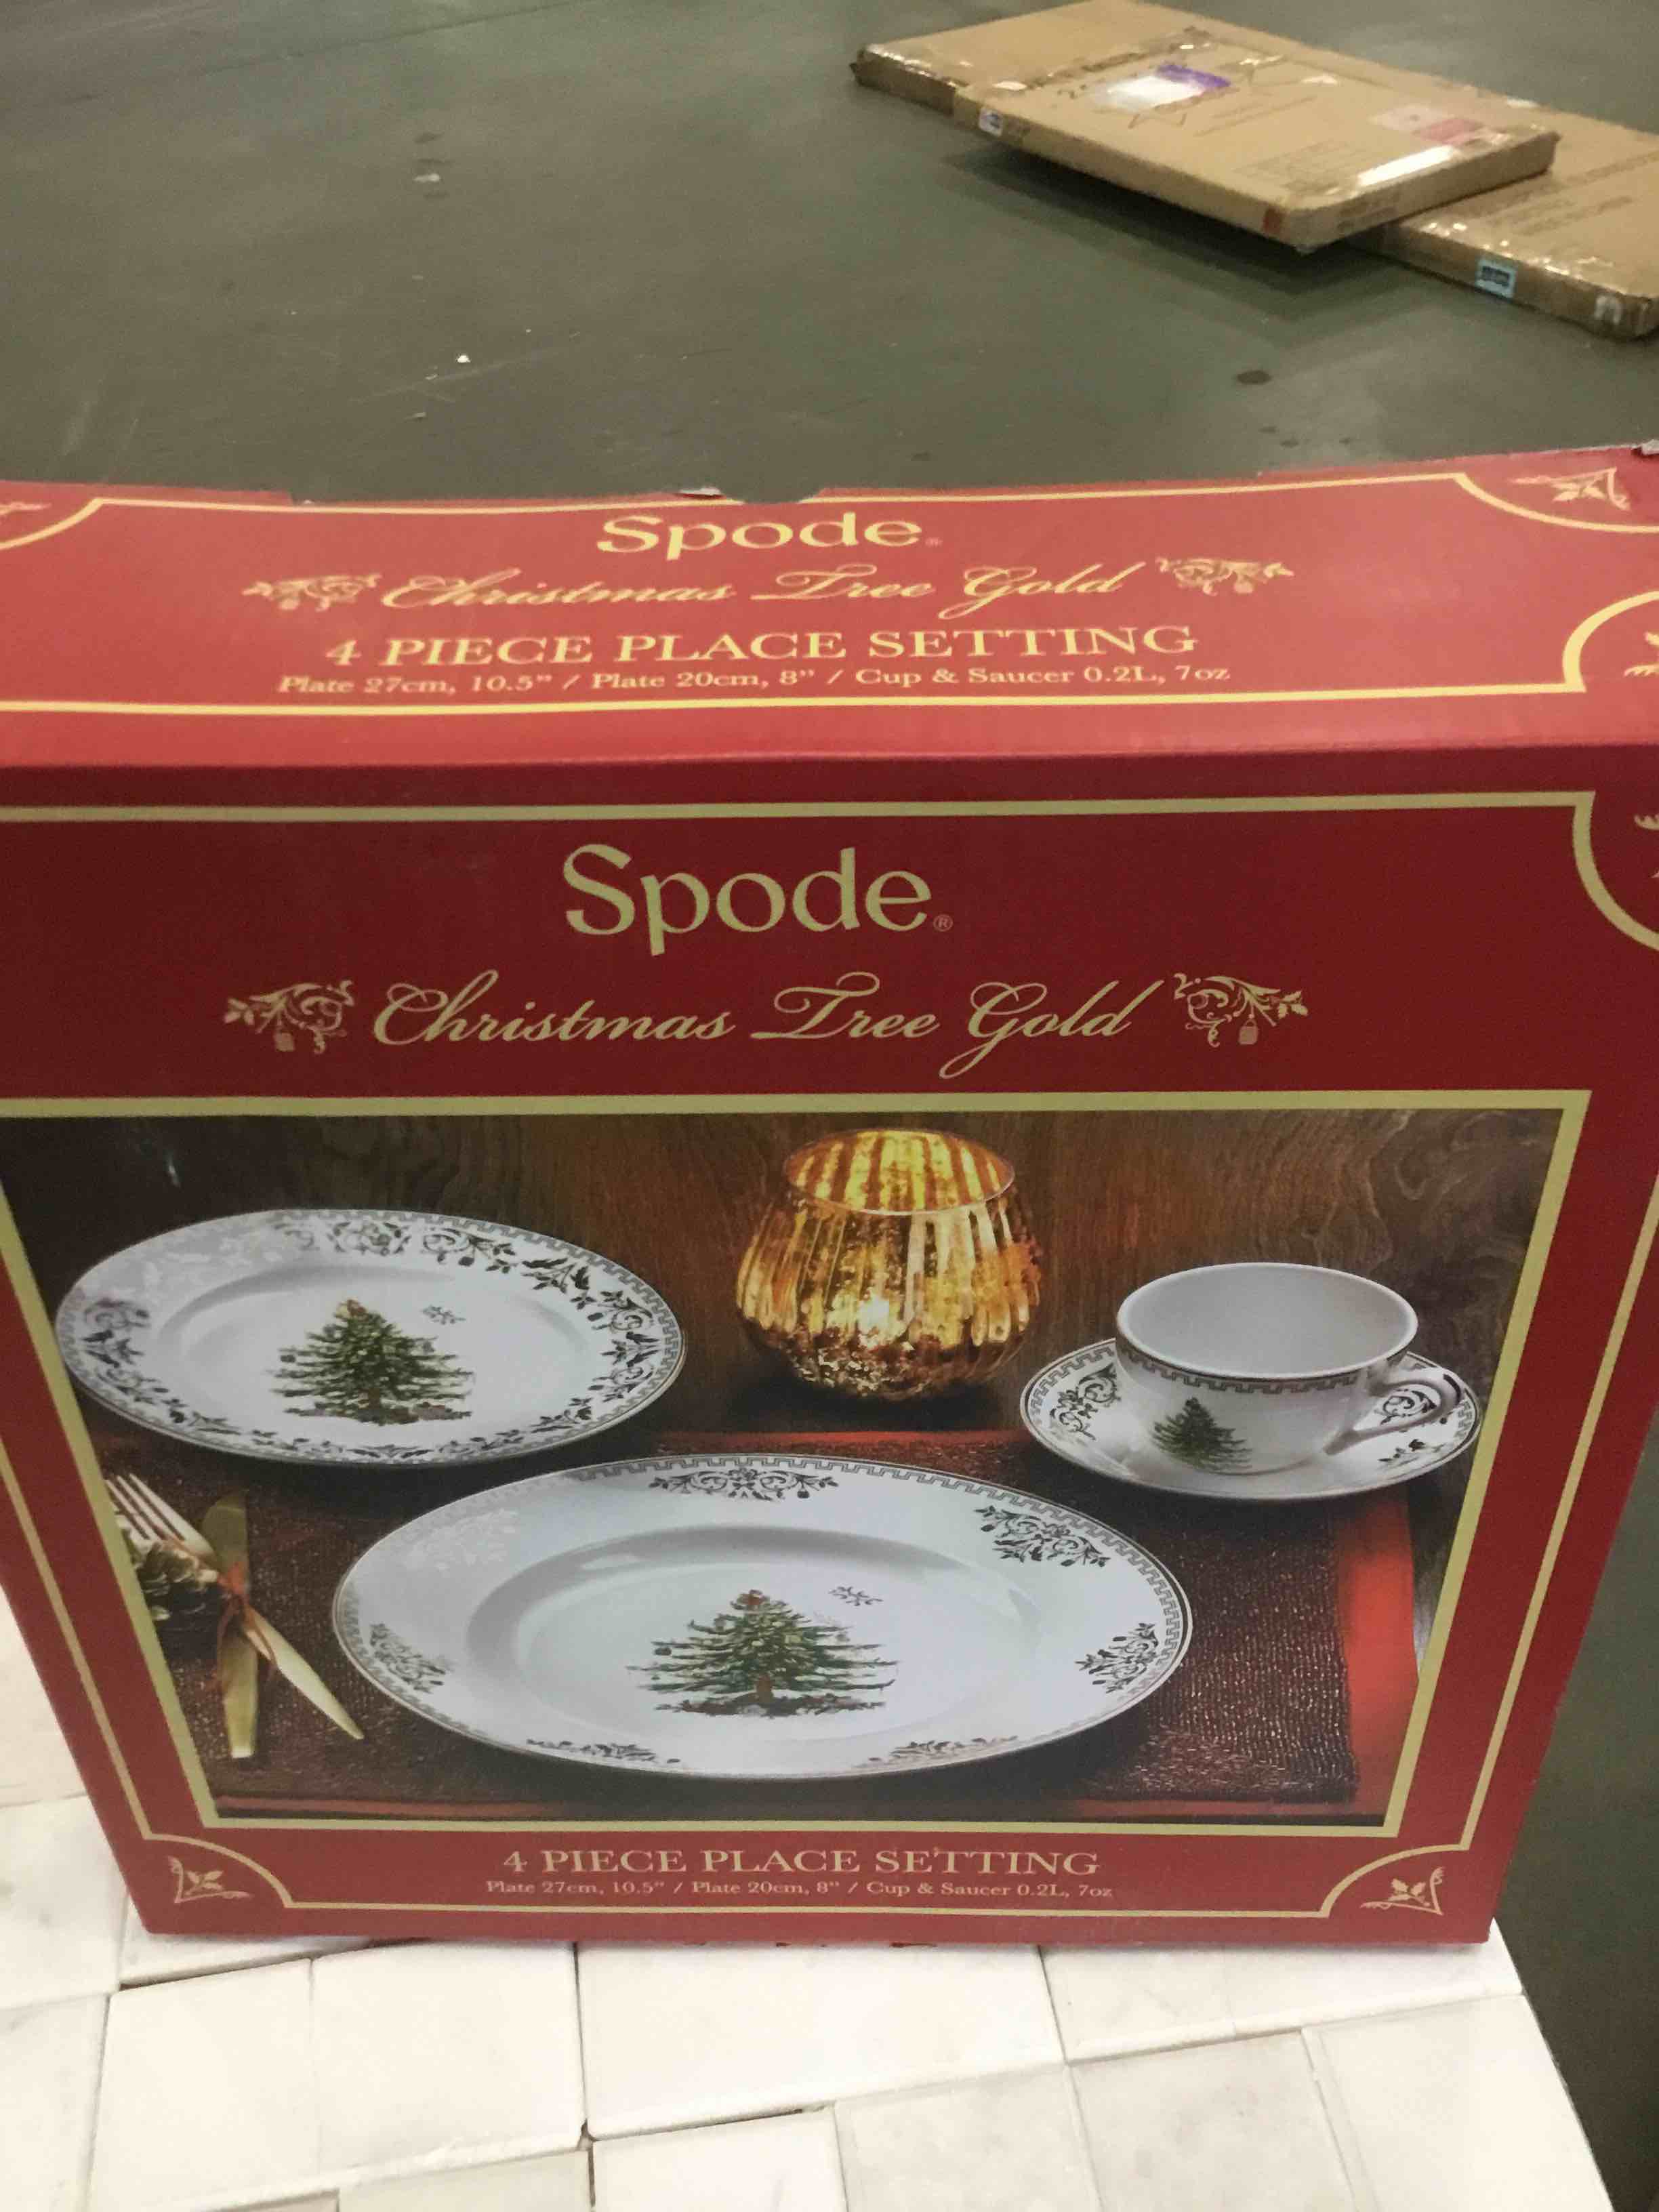 Spode®
Christmas Tree Gold
4 PIECE PLACE SETTING
Plate 27cm, 10.5" / Plate 20cm, 8" / Cup & Saucer 0.2L, 7oz
Spode®
Christmas Tree Gold
4 PIECE PLACE SETTING
Plate 27cm, 10.5" / Plate 20cm, 8" / Cup & Saucer 0.2L, 7oz